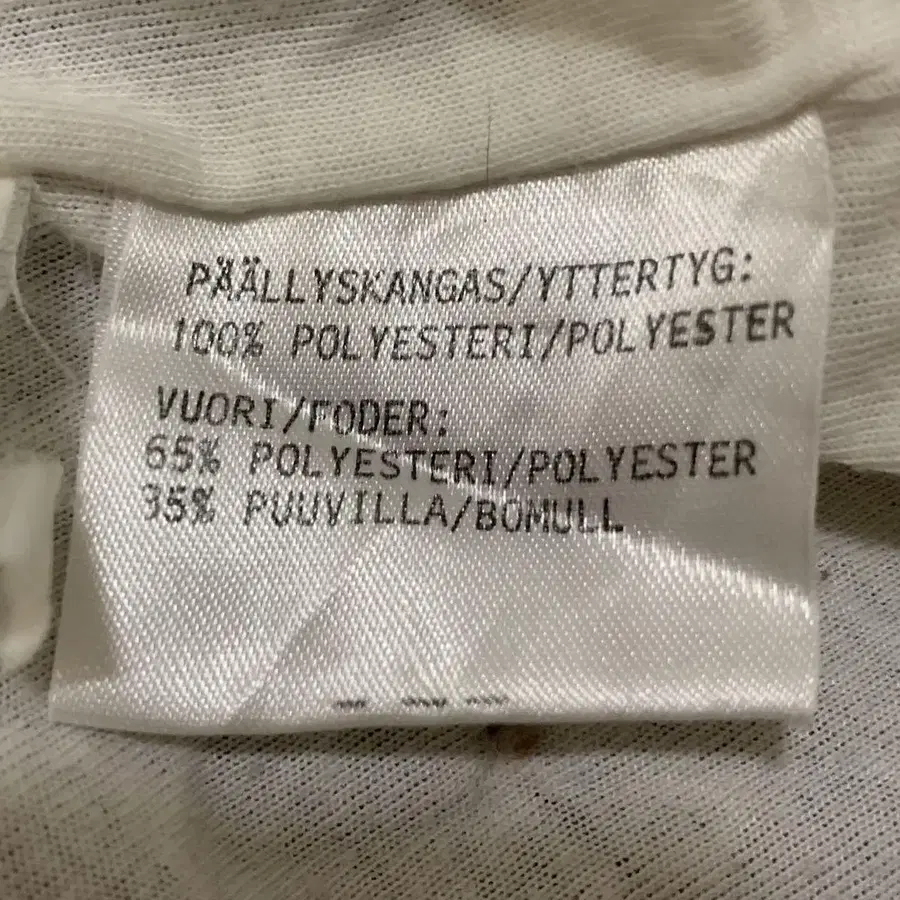 PÄÄLLYSKANGAS/YTTERTYG:
100% POLYESTERI/POLYESTER
VUORI/FODER:
65% POLYESTERI/POLYESTER
35% PUUVILLA/BOMULL